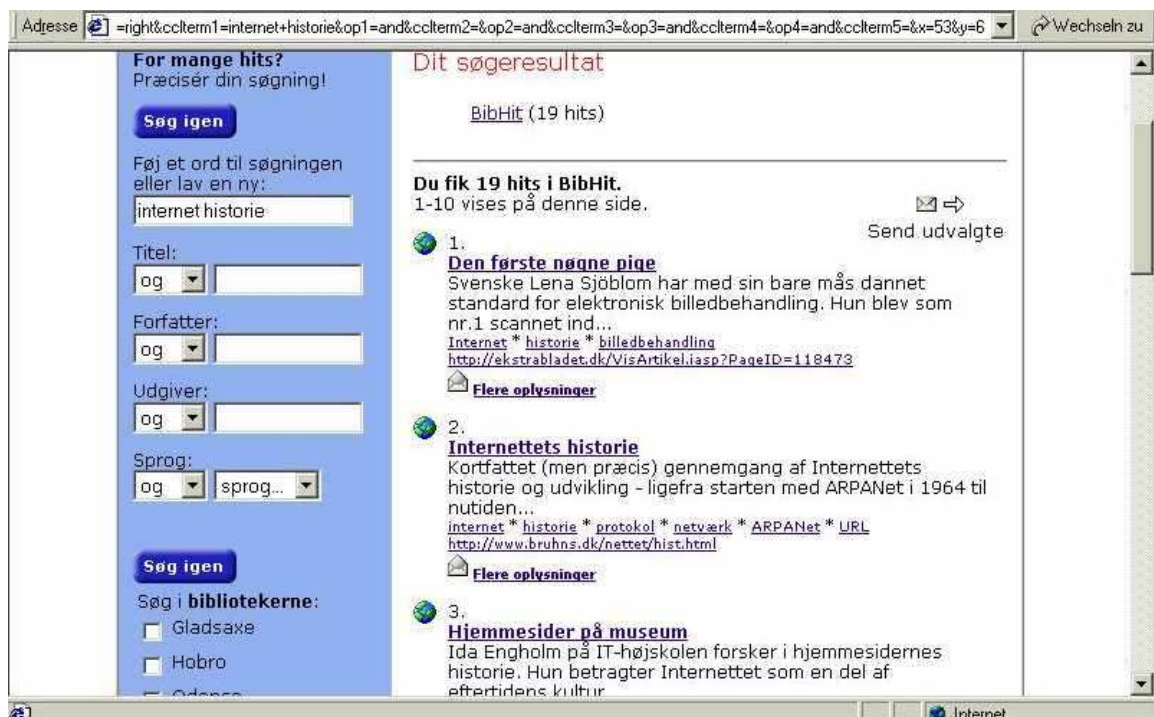 Adresse =right&cclterm1=internet+historie&op1=and&cclterm2=&op2=and&cclterm3=&op3=and&cclterm4=&op4=and&cclterm5=&x=53&y=6 Wechseln zu
For mange hits?
Præcisér din søgning!
Søg igen
Føj et ord til søgningen
eller lav en ny:
internet historie
Titel:
og
Forfatter:
og
Udgiver:
og
Sprog:
og sprog...
Søg igen
Søg i bibliotekerne:
Gladsaxe
Hobro
Odense
Dit søgeresultat
BibHit (19 hits)
Du fik 19 hits i BibHit.
1-10 vises på denne side.
Send udvalgte
1.
Den første nøgne pige
Svenske Lena Sjöblom har med sin bare mås dannet
standard for elektronisk billedbehandling. Hun blev som
nr.1 scannet ind...
Internet * historie * billedbehandling
http://ekstrabladet.dk/VisArtikel.iasp?PageID=118473
Flere oplysninger
2.
Internettets historie
Kortfattet (men præcis) gennemgang af Internettets
historie og udvikling - ligefra starten med ARPANet i 1964 til
nutiden...
internet * historie * protokol * netværk * ARPANet * URL
http://www.bruhns.dk/nettet/hist.html
Flere oplysninger
3.
Hjemmesider på museum
Ida Engholm på IT-højskolen forsker i hjemmesidernes
historie. Hun betragter Internettet som en del af
eftertidens kultur
Internet